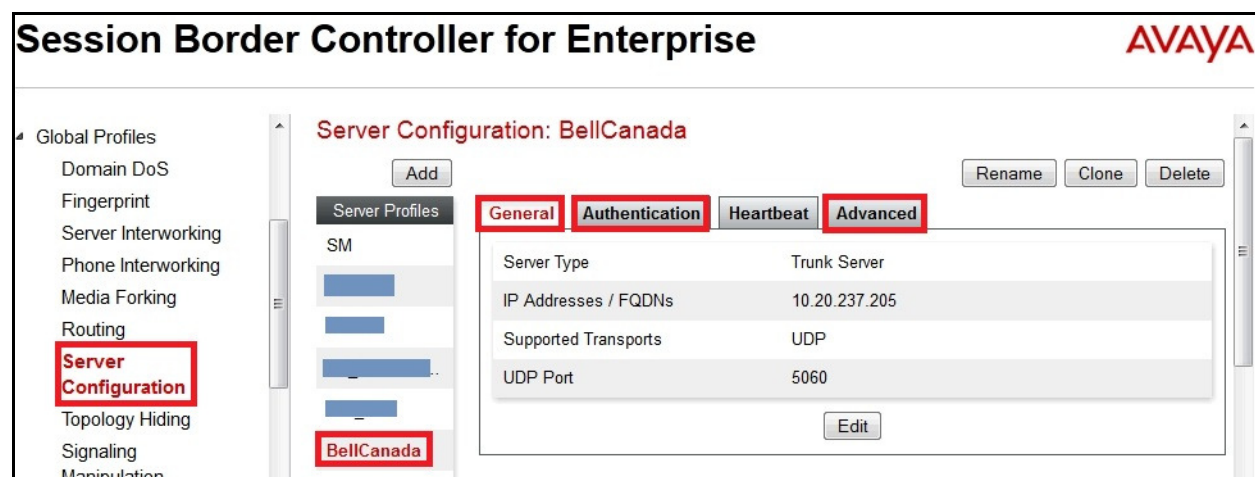 Session Border Controller for Enterprise
AVAYA
Global Profiles
Domain DoS
Fingerprint
Server Interworking
Phone Interworking
Media Forking
Routing
Server
Configuration
Topology Hiding
Signaling
Manipulation
Server Configuration: BellCanada
Add
Rename Clone Delete
Server Profiles
SM
BellCanada
General Authentication Heartbeat Advanced
Server Type Trunk Server
IP Addresses / FQDNs 10.20.237.205
Supported Transports UDP
UDP Port 5060
Edit